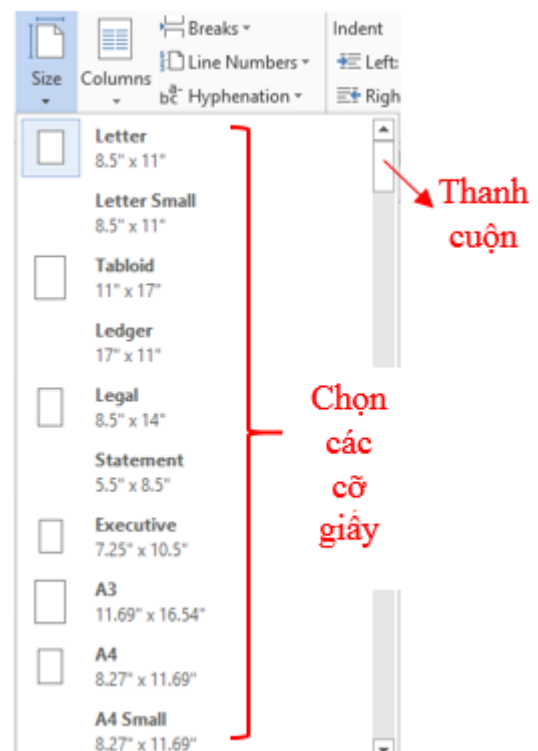 Size
Columns
Breaks
Line Numbers
Hyphenation
Indent
Left:
Righ
Letter
8.5" x 11"
Letter Small
8.5" x 11"
Tabloid
11" x 17"
Ledger
17" x 11"
Legal
8.5" x 14"
Statement
5.5" x 8.5"
Executive
7.25" x 10.5"
A3
11.69" x 16.54"
A4
8.27" x 11.69"
A4 Small
8.27" x 11.69"
Thanh
cuộn
Chọn
các
cỡ
giấy